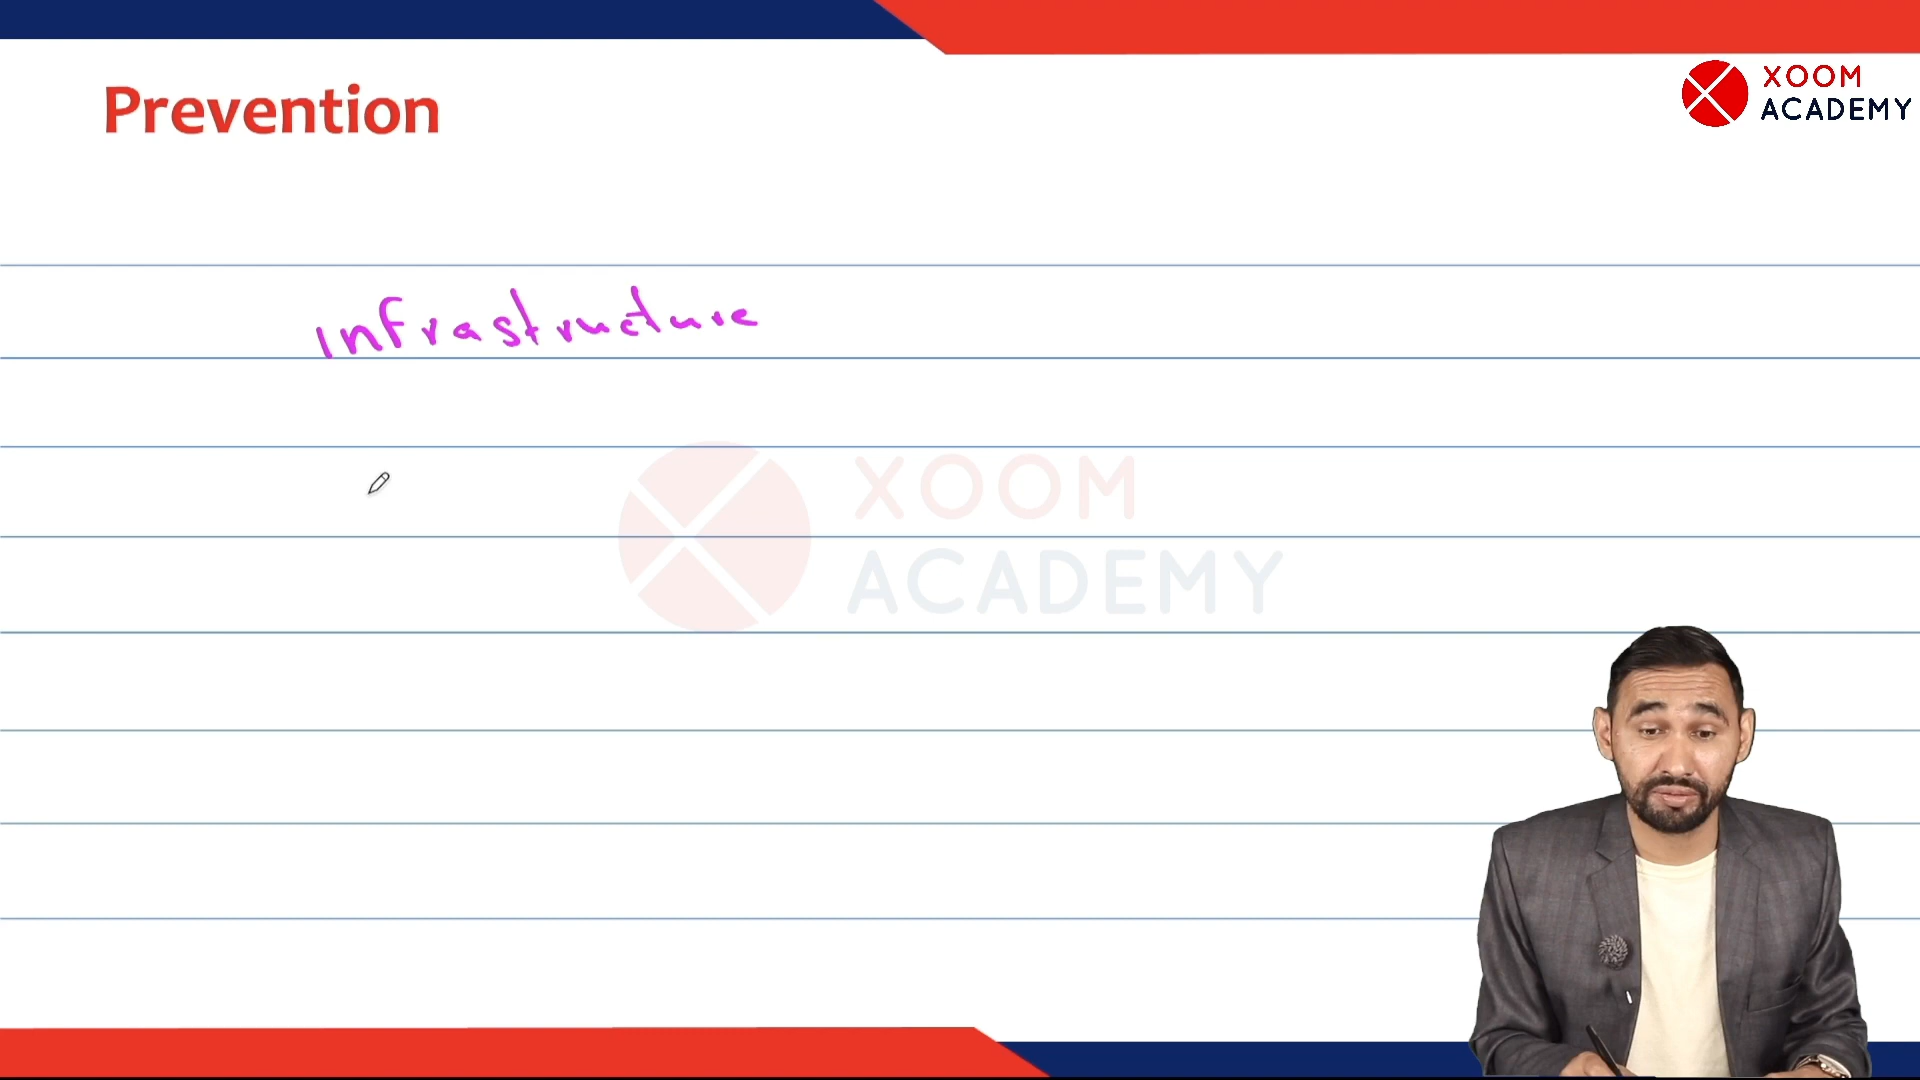 Prevention
XOOM
ACADEMY
infrastructure
XOOM
ACADEMY